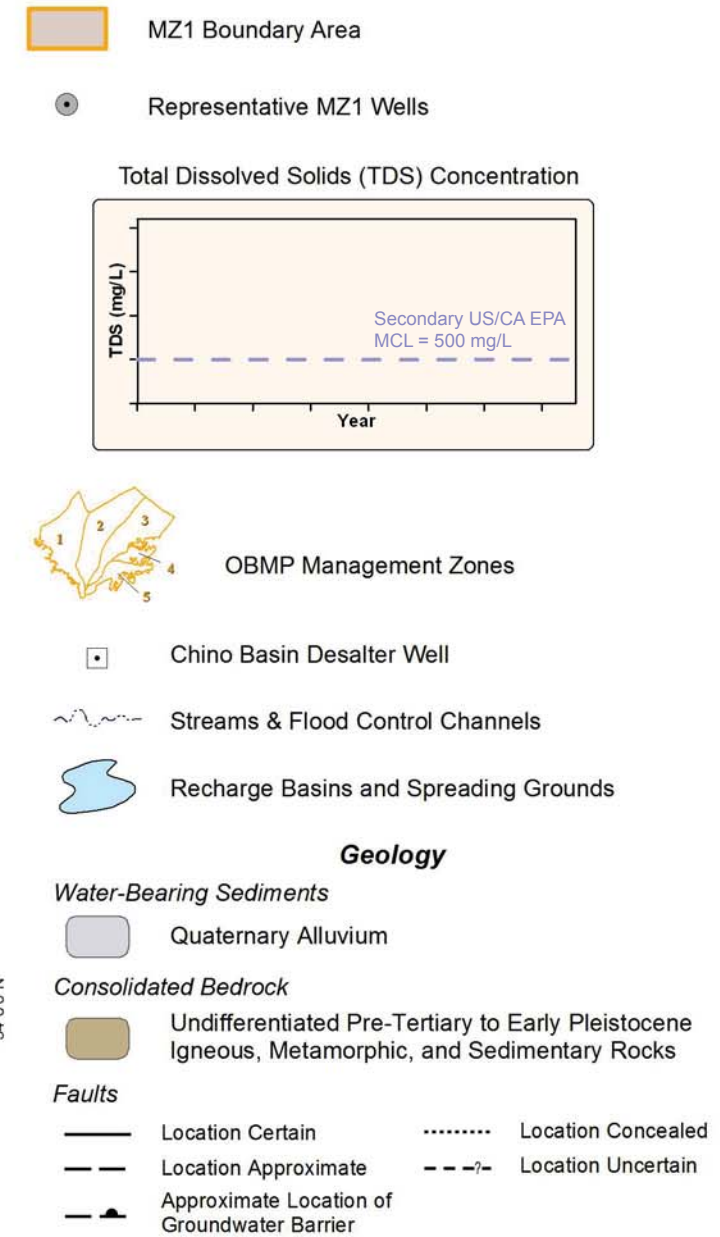 MZ1 Boundary Area
Representative MZ1 Wells
Total Dissolved Solids (TDS) Concentration
TDS (mg/L)
Secondary US/CA EPA
MCL = 500 mg/L
Year
1
2
3
4
5
OBMP Management Zones
Chino Basin Desalter Well
Streams & Flood Control Channels
Recharge Basins and Spreading Grounds
Geology
Water-Bearing Sediments
Quaternary Alluvium
Consolidated Bedrock
Undifferentiated Pre-Tertiary to Early Pleistocene
Igneous, Metamorphic, and Sedimentary Rocks
Faults
Location Certain
Location Concealed
Location Approximate
?
Location Uncertain
Approximate Location of
Groundwater Barrier